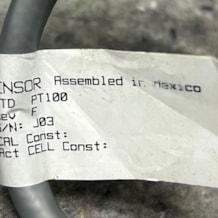 ENSOR Assembled in Mexico
TD PT100
ev F
S/N: J03
CAL Const:
Act CELL Const: